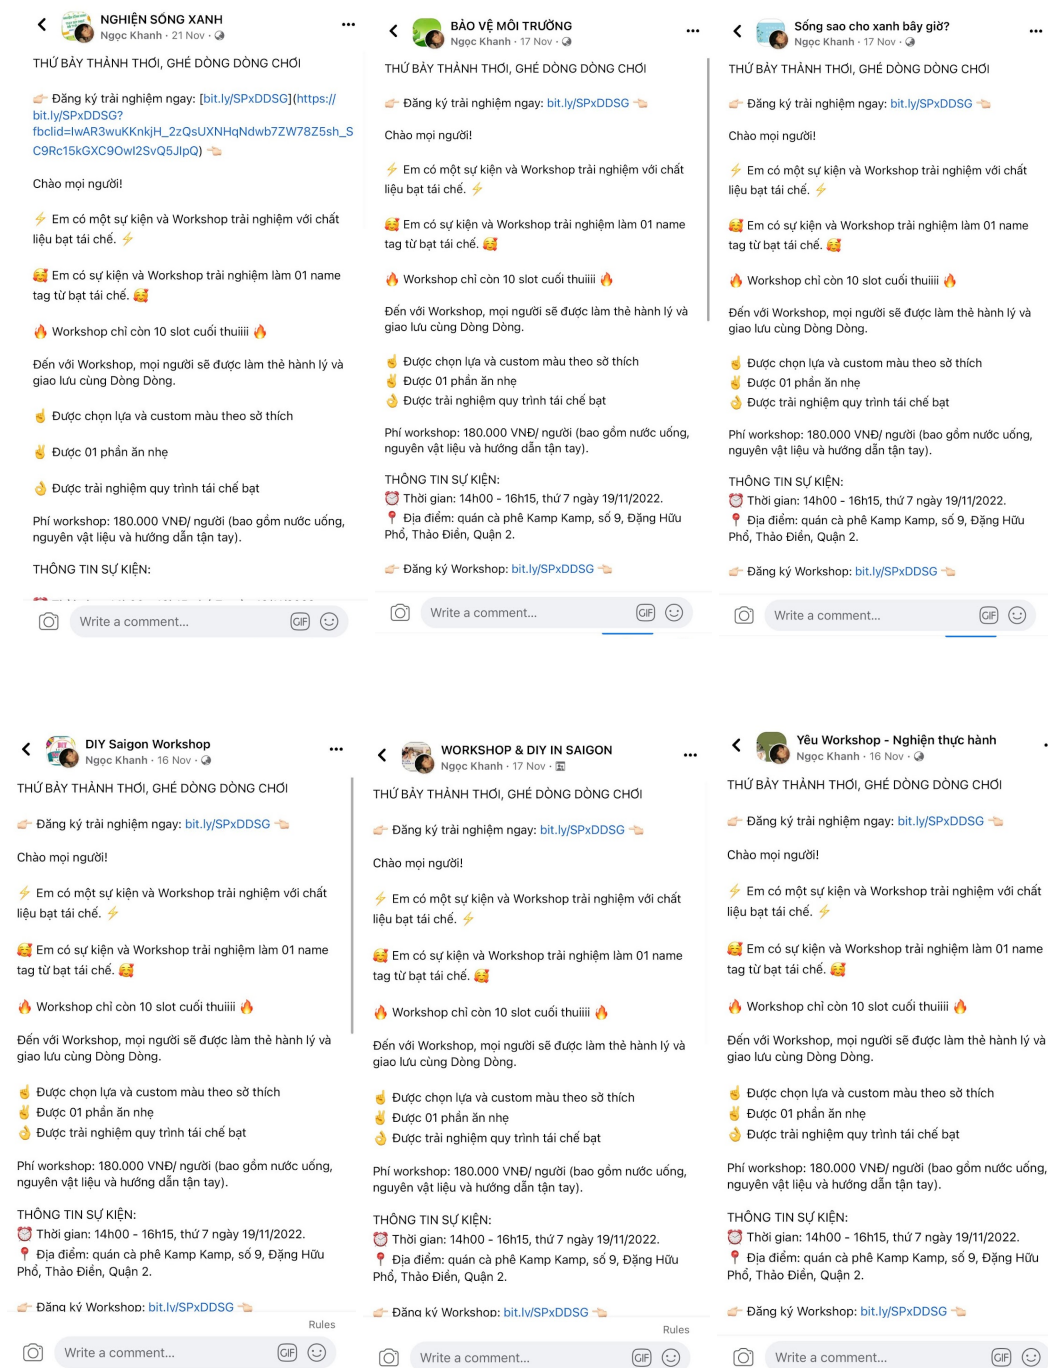 NGHIỆN SỐNG XANH
Ngọc Khanh · 21 Nov ·
THỨ BẢY THẢNH THƠI, GHÉ DÒNG DÒNG CHƠI
👉🏻 Đăng ký trải nghiệm ngay: [bit.ly/SPxDDSG](https://
bit.ly/SPxDDSG?
fbclid=IwAR3wuKKnkjH_2zQsUXNHqNdwb7ZW78Z5sh_S
C9Rc15kGXC9OwI2SvQ5JIpQ) 👈🏻
Chào mọi người!
⚡ Em có một sự kiện và Workshop trải nghiệm với chất
liệu bạt tái chế. ⚡
🥰 Em có sự kiện và Workshop trải nghiệm làm 01 name
tag từ bạt tái chế. 🥰
🔥 Workshop chỉ còn 10 slot cuối thuiiii 🔥
Đến với Workshop, mọi người sẽ được làm thẻ hành lý và
giao lưu cùng Dòng Dòng.
☝ Được chọn lựa và custom màu theo sở thích
✌ Được 01 phần ăn nhẹ
👌 Được trải nghiệm quy trình tái chế bạt
Phí workshop: 180.000 VNĐ/ người (bao gồm nước uống,
nguyên vật liệu và hướng dẫn tận tay).
THÔNG TIN SỰ KIỆN:
Write a comment...
GIF
BẢO VỆ MÔI TRƯỜNG
Ngọc Khanh · 17 Nov ·
THỨ BẢY THẢNH THƠI, GHÉ DÒNG DÒNG CHƠI
👉🏻 Đăng ký trải nghiệm ngay: bit.ly/SPxDDSG 👈🏻
Chào mọi người!
⚡ Em có một sự kiện và Workshop trải nghiệm với chất
liệu bạt tái chế. ⚡
🥰 Em có sự kiện và Workshop trải nghiệm làm 01 name
tag từ bạt tái chế. 🥰
🔥 Workshop chỉ còn 10 slot cuối thuiiii 🔥
Đến với Workshop, mọi người sẽ được làm thẻ hành lý và
giao lưu cùng Dòng Dòng.
☝ Được chọn lựa và custom màu theo sở thích
✌ Được 01 phần ăn nhẹ
👌 Được trải nghiệm quy trình tái chế bạt
Phí workshop: 180.000 VNĐ/ người (bao gồm nước uống,
nguyên vật liệu và hướng dẫn tận tay).
THÔNG TIN SỰ KIỆN:
⏰ Thời gian: 14h00 - 16h15, thứ 7 ngày 19/11/2022.
📍 Địa điểm: quán cà phê Kamp Kamp, số 9, Đặng Hữu
Phổ, Thảo Điền, Quận 2.
👉🏻 Đăng ký Workshop: bit.ly/SPxDDSG 👈🏻
Write a comment...
GIF
Sống sao cho xanh bây giờ?
Ngọc Khanh · 17 Nov ·
THỨ BẢY THẢNH THƠI, GHÉ DÒNG DÒNG CHƠI
👉🏻 Đăng ký trải nghiệm ngay: bit.ly/SPxDDSG 👈🏻
Chào mọi người!
⚡ Em có một sự kiện và Workshop trải nghiệm với chất
liệu bạt tái chế. ⚡
🥰 Em có sự kiện và Workshop trải nghiệm làm 01 name
tag từ bạt tái chế. 🥰
🔥 Workshop chỉ còn 10 slot cuối thuiiii 🔥
Đến với Workshop, mọi người sẽ được làm thẻ hành lý và
giao lưu cùng Dòng Dòng.
☝ Được chọn lựa và custom màu theo sở thích
✌ Được 01 phần ăn nhẹ
👌 Được trải nghiệm quy trình tái chế bạt
Phí workshop: 180.000 VNĐ/ người (bao gồm nước uống,
nguyên vật liệu và hướng dẫn tận tay).
THÔNG TIN SỰ KIỆN:
⏰ Thời gian: 14h00 - 16h15, thứ 7 ngày 19/11/2022.
📍 Địa điểm: quán cà phê Kamp Kamp, số 9, Đặng Hữu
Phổ, Thảo Điền, Quận 2.
👉🏻 Đăng ký Workshop: bit.ly/SPxDDSG 👈🏻
Write a comment...
GIF
DIY Saigon Workshop
Ngọc Khanh · 16 Nov ·
THỨ BẢY THẢNH THƠI, GHÉ DÒNG DÒNG CHƠI
👉🏻 Đăng ký trải nghiệm ngay: bit.ly/SPxDDSG 👈🏻
Chào mọi người!
⚡ Em có một sự kiện và Workshop trải nghiệm với chất
liệu bạt tái chế. ⚡
🥰 Em có sự kiện và Workshop trải nghiệm làm 01 name
tag từ bạt tái chế. 🥰
🔥 Workshop chỉ còn 10 slot cuối thuiiii 🔥
Đến với Workshop, mọi người sẽ được làm thẻ hành lý và
giao lưu cùng Dòng Dòng.
☝ Được chọn lựa và custom màu theo sở thích
✌ Được 01 phần ăn nhẹ
👌 Được trải nghiệm quy trình tái chế bạt
Phí workshop: 180.000 VNĐ/ người (bao gồm nước uống,
nguyên vật liệu và hướng dẫn tận tay).
THÔNG TIN SỰ KIỆN:
⏰ Thời gian: 14h00 - 16h15, thứ 7 ngày 19/11/2022.
📍 Địa điểm: quán cà phê Kamp Kamp, số 9, Đặng Hữu
Phổ, Thảo Điền, Quận 2.
👉🏻 Đăng ký Workshop: bit.ly/SPxDDSG 👈🏻
Rules
Write a comment...
GIF
WORKSHOP & DIY IN SAIGON
Ngọc Khanh · 17 Nov ·
THỨ BẢY THẢNH THƠI, GHÉ DÒNG DÒNG CHƠI
👉🏻 Đăng ký trải nghiệm ngay: bit.ly/SPxDDSG 👈🏻
Chào mọi người!
⚡ Em có một sự kiện và Workshop trải nghiệm với chất
liệu bạt tái chế. ⚡
🥰 Em có sự kiện và Workshop trải nghiệm làm 01 name
tag từ bạt tái chế. 🥰
🔥 Workshop chỉ còn 10 slot cuối thuiiii 🔥
Đến với Workshop, mọi người sẽ được làm thẻ hành lý và
giao lưu cùng Dòng Dòng.
☝ Được chọn lựa và custom màu theo sở thích
✌ Được 01 phần ăn nhẹ
👌 Được trải nghiệm quy trình tái chế bạt
Phí workshop: 180.000 VNĐ/ người (bao gồm nước uống,
nguyên vật liệu và hướng dẫn tận tay).
THÔNG TIN SỰ KIỆN:
⏰ Thời gian: 14h00 - 16h15, thứ 7 ngày 19/11/2022.
📍 Địa điểm: quán cà phê Kamp Kamp, số 9, Đặng Hữu
Phổ, Thảo Điền, Quận 2.
👉🏻 Đăng ký Workshop: bit.ly/SPxDDSG 👈🏻
Rules
Write a comment...
GIF
Yêu Workshop - Nghiện thực hành
Ngọc Khanh · 16 Nov ·
THỨ BẢY THẢNH THƠI, GHÉ DÒNG DÒNG CHƠI
👉🏻 Đăng ký trải nghiệm ngay: bit.ly/SPxDDSG 👈🏻
Chào mọi người!
⚡ Em có một sự kiện và Workshop trải nghiệm với chất
liệu bạt tái chế. ⚡
🥰 Em có sự kiện và Workshop trải nghiệm làm 01 name
tag từ bạt tái chế. 🥰
🔥 Workshop chỉ còn 10 slot cuối thuiiii 🔥
Đến với Workshop, mọi người sẽ được làm thẻ hành lý và
giao lưu cùng Dòng Dòng.
☝ Được chọn lựa và custom màu theo sở thích
✌ Được 01 phần ăn nhẹ
👌 Được trải nghiệm quy trình tái chế bạt
Phí workshop: 180.000 VNĐ/ người (bao gồm nước uống,
nguyên vật liệu và hướng dẫn tận tay).
THÔNG TIN SỰ KIỆN:
⏰ Thời gian: 14h00 - 16h15, thứ 7 ngày 19/11/2022.
📍 Địa điểm: quán cà phê Kamp Kamp, số 9, Đặng Hữu
Phổ, Thảo Điền, Quận 2.
👉🏻 Đăng ký Workshop: bit.ly/SPxDDSG 👈🏻
Write a comment...
GIF